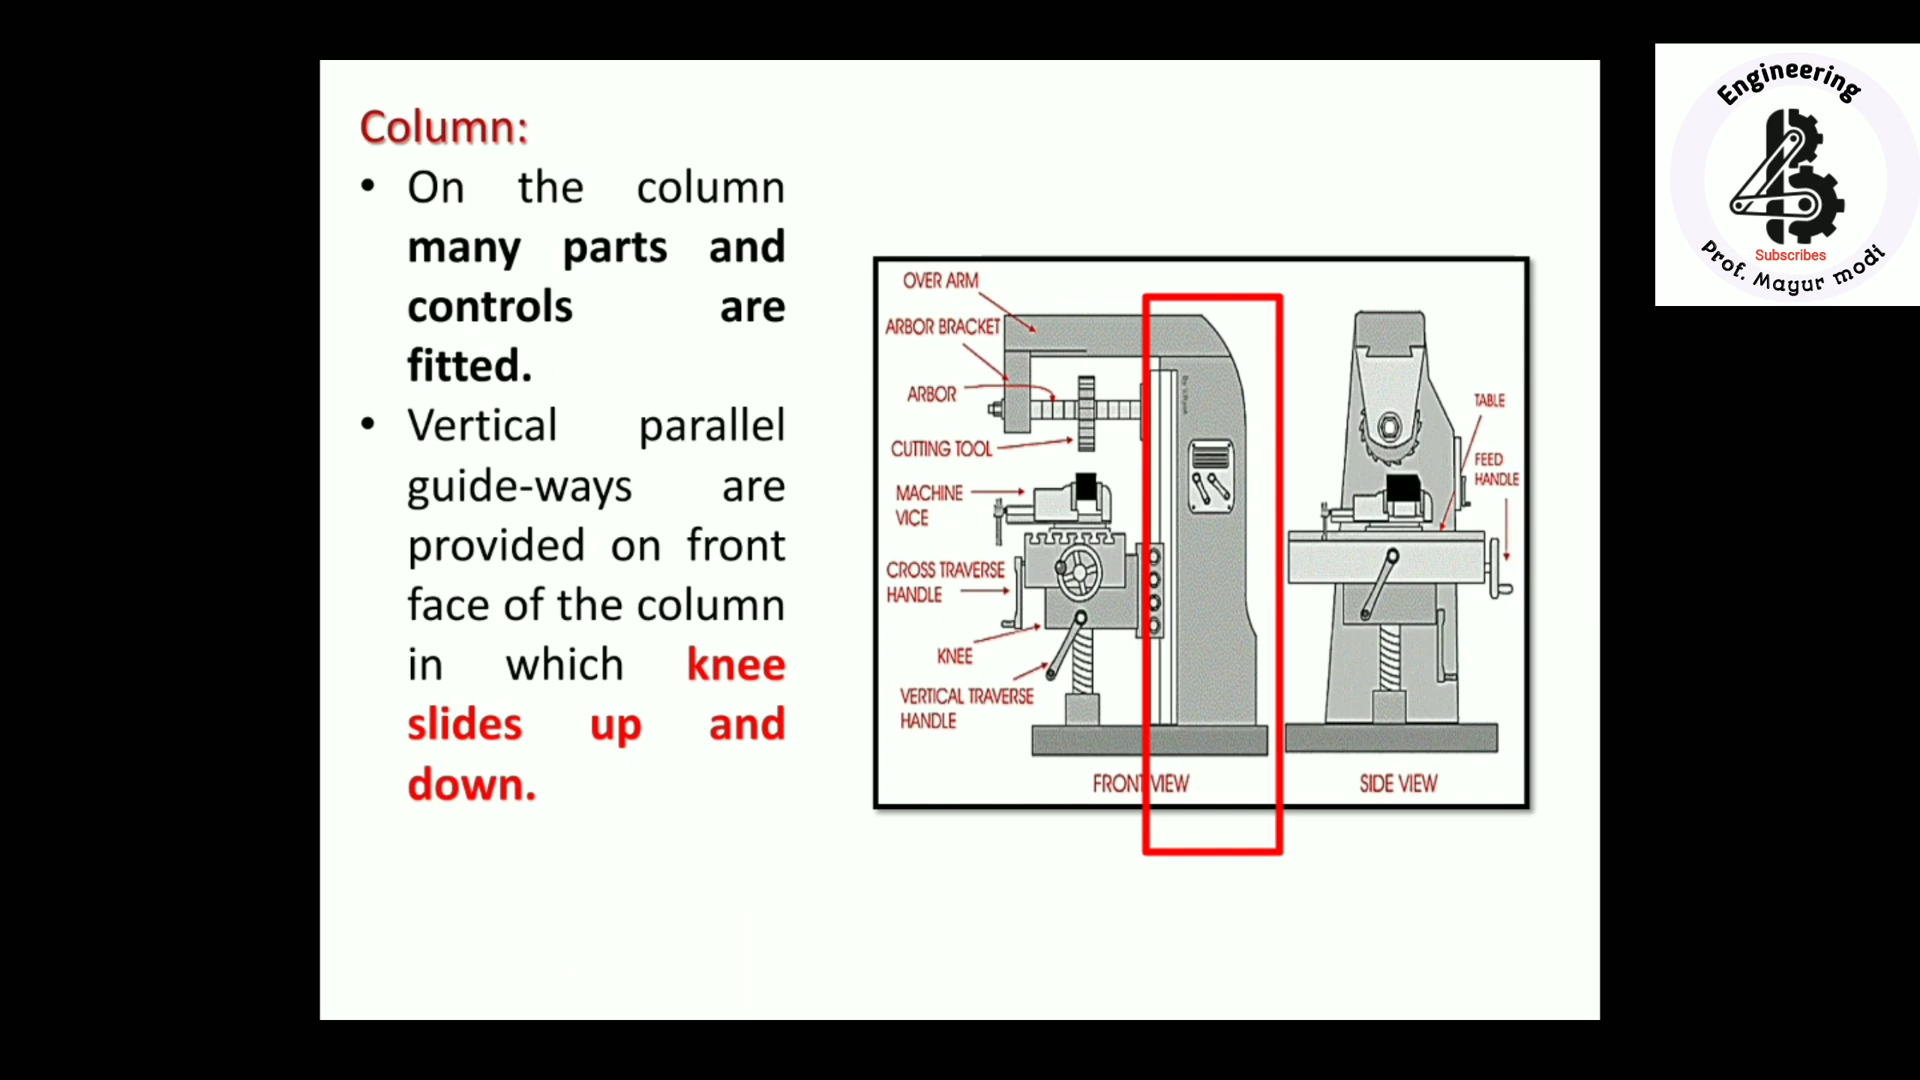 Column:
• On the column
many parts and
controls are
fitted.
• Vertical parallel
guide-ways are
provided on front
face of the column
in which knee
slides up and
down.
OVER ARM
ARBOR BRACKET
ARBOR
CUTTING TOOL
MACHINE
VICE
CROSS TRAVERSE
HANDLE
KNEE
VERTICAL TRAVERSE
HANDLE
FRONT VIEW
TABLE
FEED
HANDLE
SIDE VIEW
Engineering
Subscribes
Prof. Mayur modi